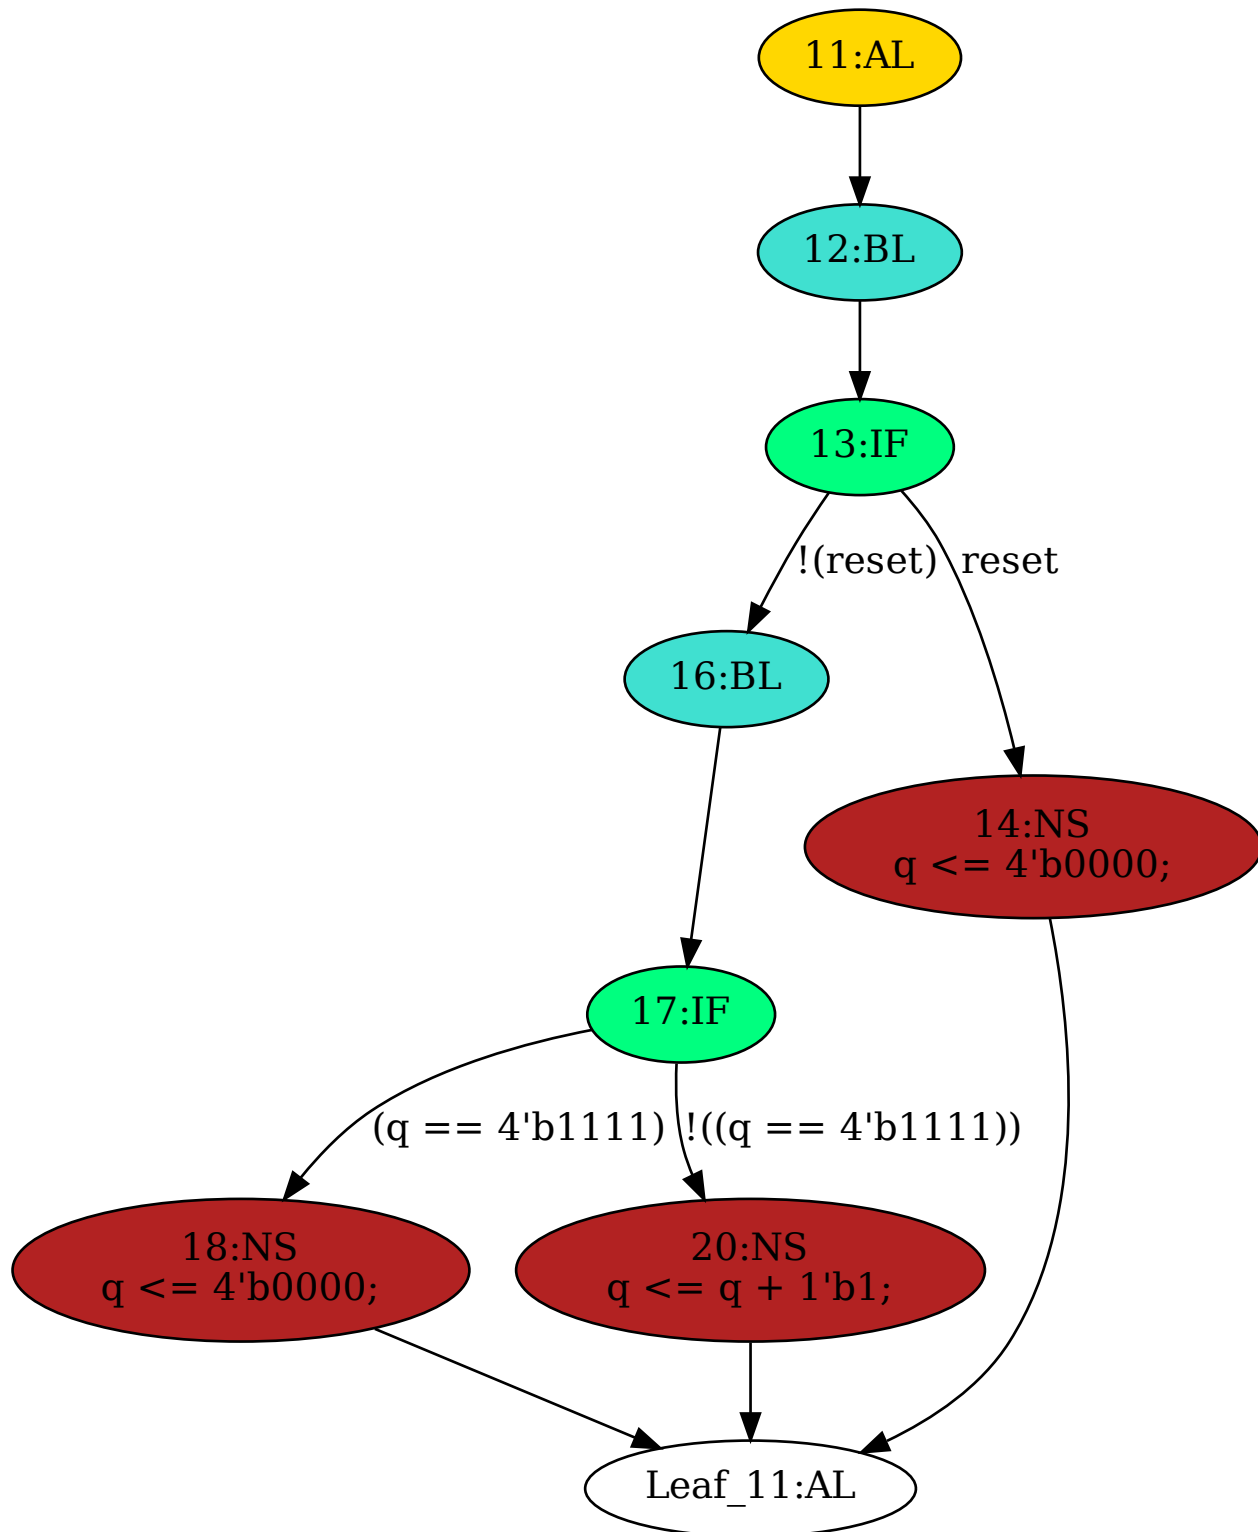 11:AL
12:BL
13:IF
!(reset)
reset
16:BL
14:NS
q <= 4'b0000;
17:IF
(q == 4'b1111)
!((q == 4'b1111))
18:NS
q <= 4'b0000;
20:NS
q <= q + 1'b1;
Leaf_11:AL